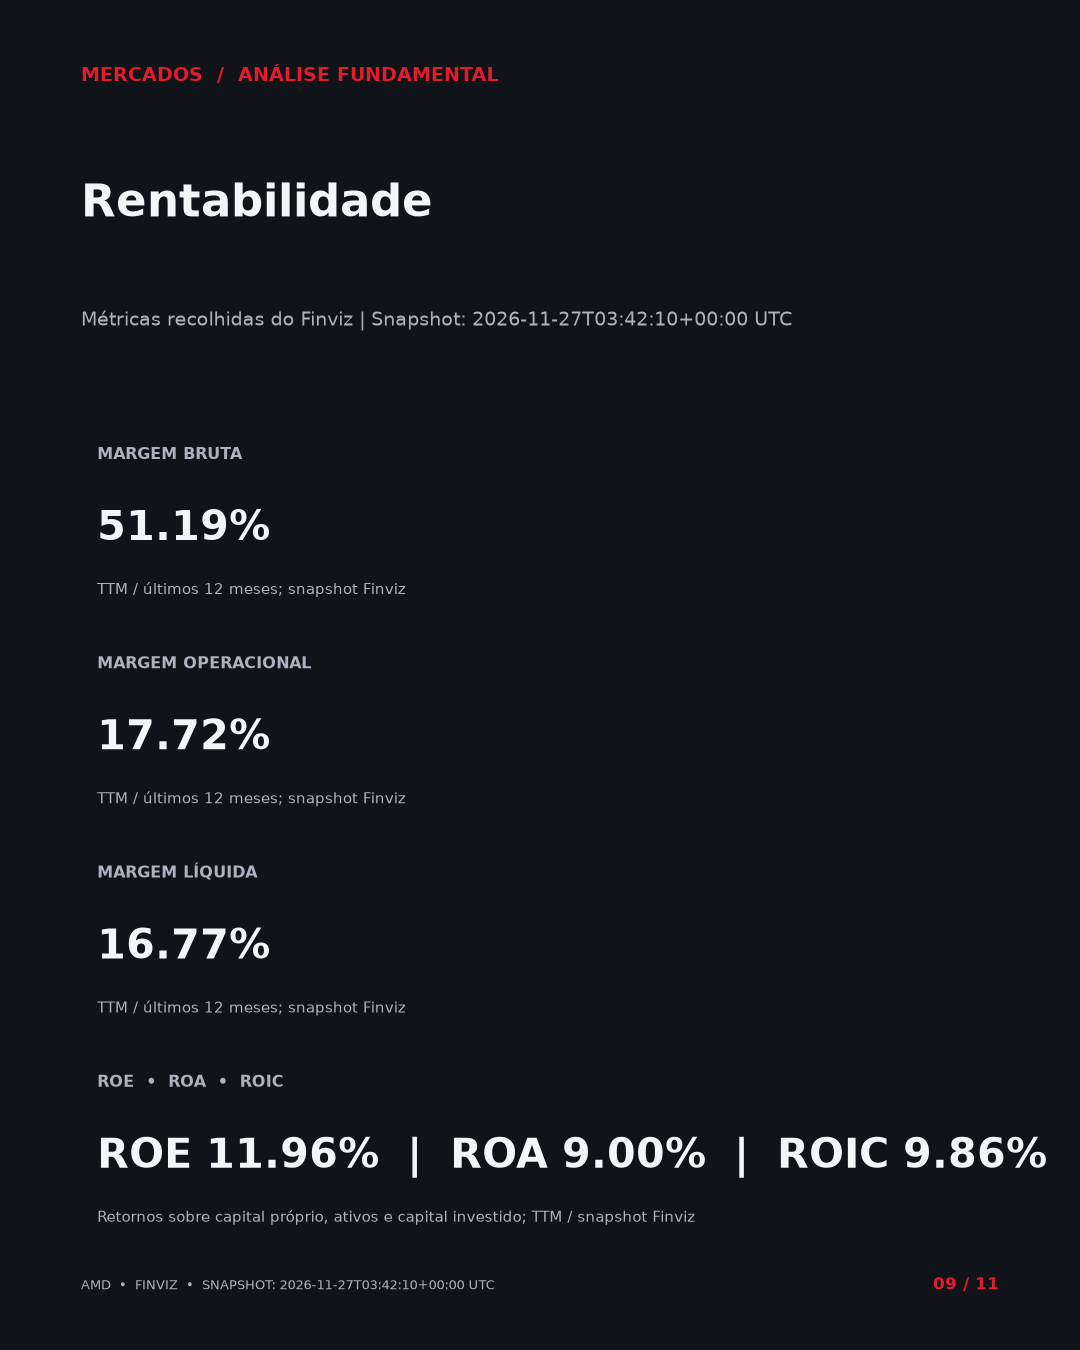 MERCADOS / ANÁLISE FUNDAMENTAL
Rentabilidade
Métricas recolhidas do Finviz | Snapshot: 2026-11-27T03:42:10+00:00 UTC
MARGEM BRUTA
51.19%
TTM / últimos 12 meses; snapshot Finviz
MARGEM OPERACIONAL
17.72%
TTM / últimos 12 meses; snapshot Finviz
MARGEM LÍQUIDA
16.77%
TTM / últimos 12 meses; snapshot Finviz
ROE • ROA • ROIC
ROE 11.96% | ROA 9.00% | ROIC 9.86%
Retornos sobre capital próprio, ativos e capital investido; TTM / snapshot Finviz
AMD • FINVIZ • SNAPSHOT: 2026-11-27T03:42:10+00:00 UTC
09 / 11